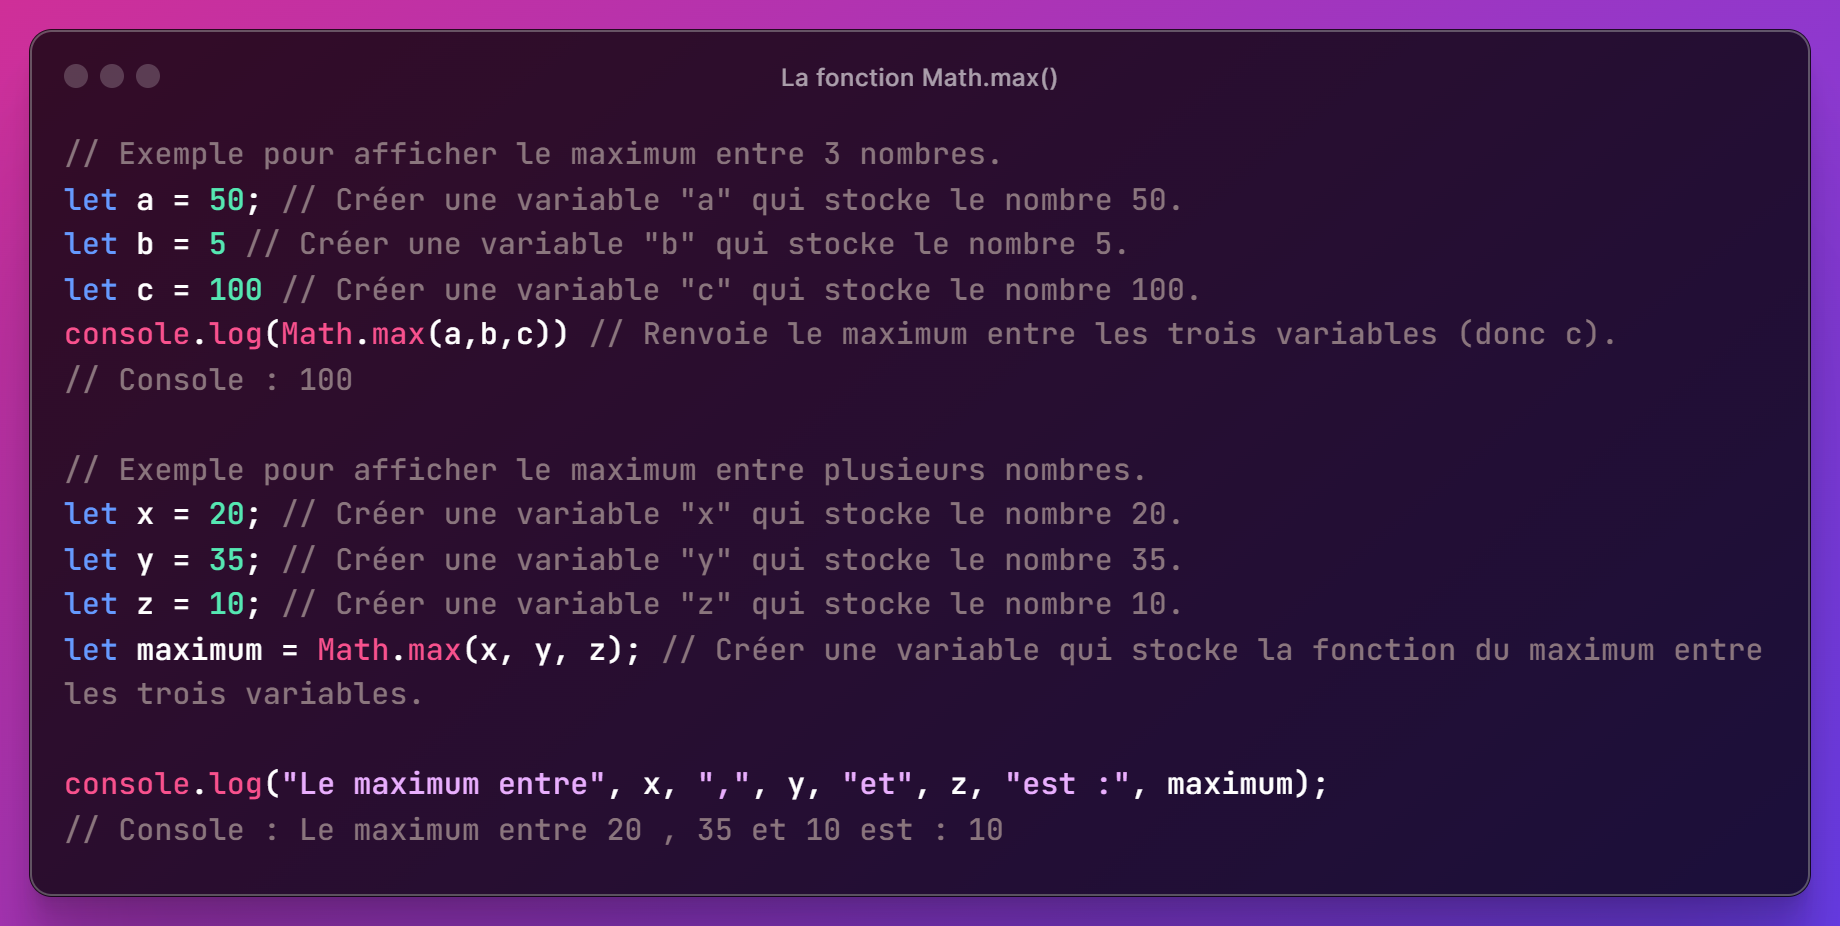 La fonction Math.max()
// Exemple pour afficher le maximum entre 3 nombres.
let a = 50; // Créer une variable "a" qui stocke le nombre 50.
let b = 5 // Créer une variable "b" qui stocke le nombre 5.
let c = 100 // Créer une variable "c" qui stocke le nombre 100.
console.log(Math.max(a,b,c)) // Renvoie le maximum entre les trois variables (donc c).
// Console : 100
// Exemple pour afficher le maximum entre plusieurs nombres.
let x = 20; // Créer une variable "x" qui stocke le nombre 20.
let y = 35; // Créer une variable "y" qui stocke le nombre 35.
let z = 10; // Créer une variable "z" qui stocke le nombre 10.
let maximum = Math.max(x, y, z); // Créer une variable qui stocke la fonction du maximum entre
les trois variables.
console.log("Le maximum entre", x, ",", y, "et", z, "est :", maximum);
// Console : Le maximum entre 20 , 35 et 10 est : 10